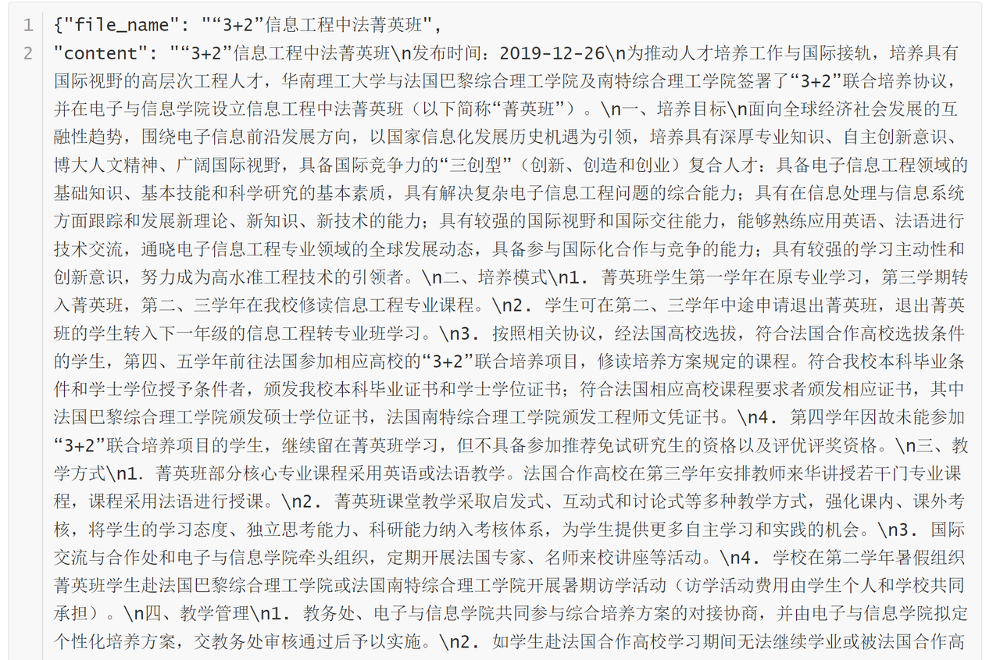 1 {"file_name": "“3+2”信息工程中法菁英班",
2 "content": "“3+2”信息工程中法菁英班\n发布时间：2019-12-26\n为推动人才培养工作与国际接轨，培养具有
国际视野的高层次工程人才，华南理工大学与法国巴黎综合理工学院及南特综合理工学院签署了“3+2”联合培养协议，
并在电子与信息学院设立信息工程中法菁英班（以下简称“菁英班”）。\n一、培养目标\n面向全球经济社会发展的互
融性趋势，围绕电子信息前沿发展方向，以国家信息化发展历史机遇为引领，培养具有深厚专业知识、自主创新意识、
博大人文精神、广阔国际视野，具备国际竞争力的“三创型”（创新、创造和创业）复合人才：具备电子信息工程领域的
基础知识、基本技能和科学研究的基本素质，具有解决复杂电子信息工程问题的综合能力；具有在信息处理与信息系统
方面跟踪和发展新理论、新知识、新技术的能力；具有较强的国际视野和国际交往能力，能够熟练应用英语、法语进行
技术交流，通晓电子信息工程专业领域的全球发展动态，具备参与国际化合作与竞争的能力；具有较强的学习主动性和
创新意识，努力成为高水准工程技术的引领者。\n二、培养模式\n1. 菁英班学生第一学年在原专业学习，第三学期转
入菁英班，第二、三学年在我校修读信息工程专业课程。\n2. 学生可在第二、三学年中途申请退出菁英班，退出菁英
班的学生转入下一年级的信息工程转专业班学习。\n3. 按照相关协议，经法国高校选拔，符合法国合作高校选拔条件
的学生，第四、五学年前往法国参加相应高校的“3+2”联合培养项目，修读培养方案规定的课程。符合我校本科毕业条
件和学士学位授予条件者，颁发我校本科毕业证书和学士学位证书；符合法国相应高校课程要求者颁发相应证书，其中
法国巴黎综合理工学院颁发硕士学位证书，法国南特综合理工学院颁发工程师文凭证书。\n4. 第四学年因故未能参加
“3+2”联合培养项目的学生，继续留在菁英班学习，但不具备参加推荐免试研究生的资格以及评优评奖资格。\n三、教
学方式\n1. 菁英班部分核心专业课程采用英语或法语教学。法国合作高校在第三学年安排教师来华讲授若干门专业课
程，课程采用法语进行授课。\n2. 菁英班课堂教学采取启发式、互动式和讨论式等多种教学方式，强化课内、课外考
核，将学生的学习态度、独立思考能力、科研能力纳入考核体系，为学生提供更多自主学习和实践的机会。\n3. 国际
交流与合作处和电子与信息学院牵头组织，定期开展法国专家、名师来校讲座等活动。\n4. 学校在第二学年暑假组织
菁英班学生赴法国巴黎综合理工学院或法国南特综合理工学院开展暑期访学活动（访学活动费用由学生个人和学校共同
承担）。\n四、教学管理\n1. 教务处、电子与信息学院共同参与综合培养方案的对接协商，并由电子与信息学院拟定
个性化培养方案，交教务处审核通过后予以实施。\n2. 如学生赴法国合作高校学习期间无法继续学业或被法国合作高